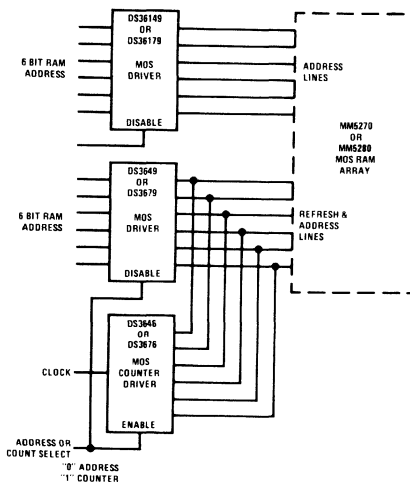 DS36149
OR
DS36179
MOS
DRIVER
DISABLE
6 BIT RAM
ADDRESS
ADDRESS
LINES
MM5270
OR
MM5280
MOS RAM
ARRAY
DS3649
OR
DS3679
MOS
DRIVER
DISABLE
6 BIT RAM
ADDRESS
REFRESH &
ADDRESS
LINES
DS3646
OR
DS3676
MOS
COUNTER
DRIVER
ENABLE
CLOCK
ADDRESS OR
COUNT SELECT
"0" ADDRESS
"1" COUNTER